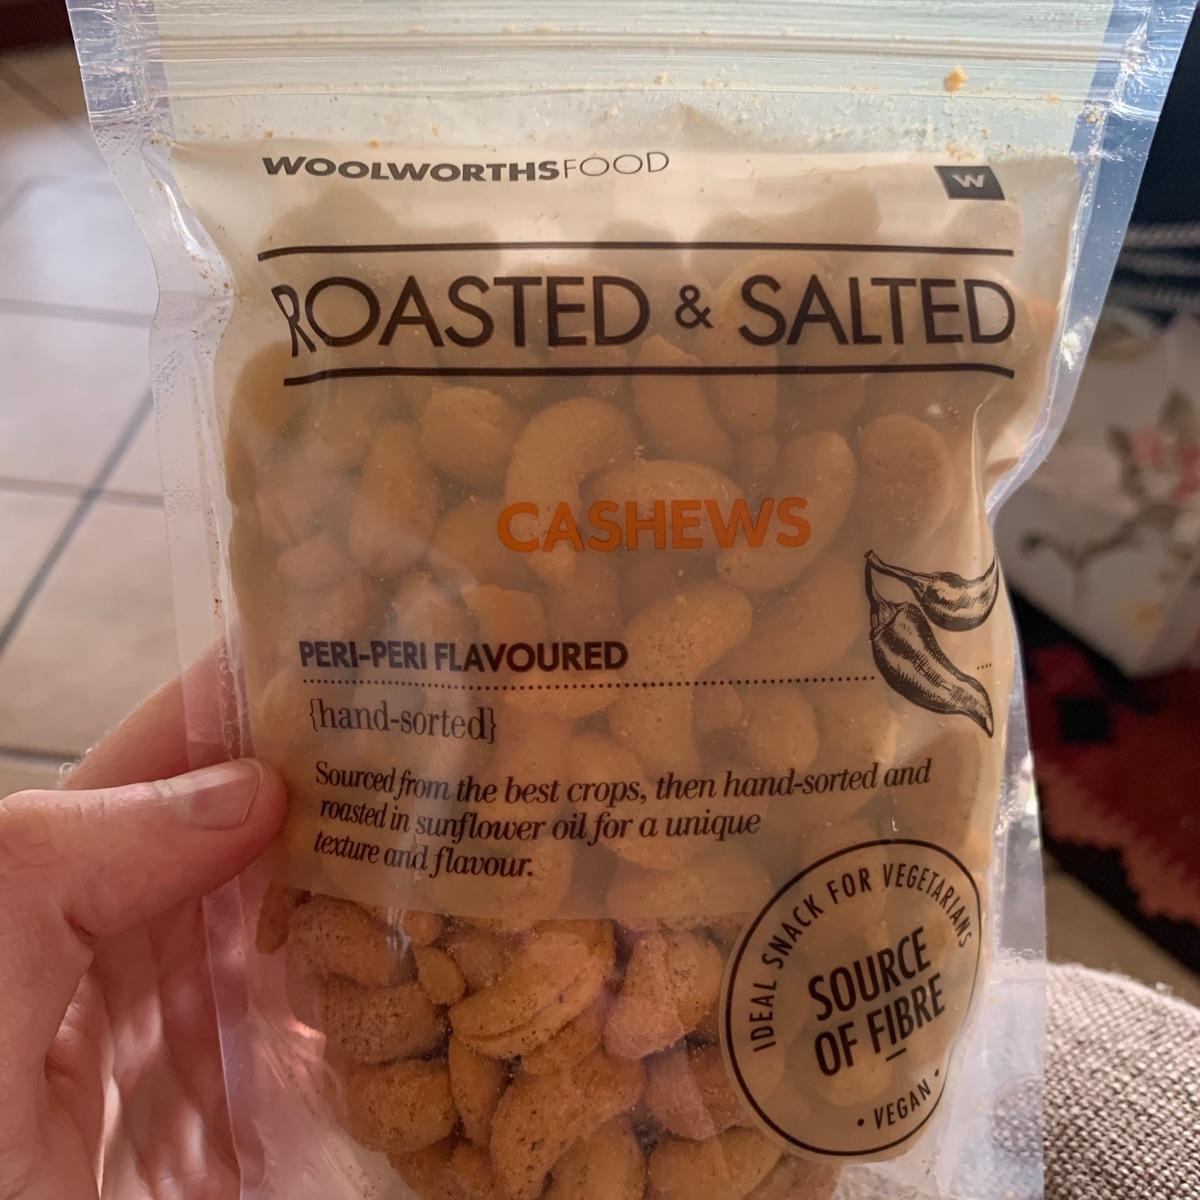 WOOLWORTHSFOOD
W
ROASTED & SALTED
CASHEWS
PERI-PERI FLAVOURED
{hand-sorted}
Sourced from the best crops, then hand-sorted and
roasted in sunflower oil for a unique
texture and flavour.
IDEAL SNACK FOR VEGETARIANS
SOURCE
OF FIBRE
• VEGAN •